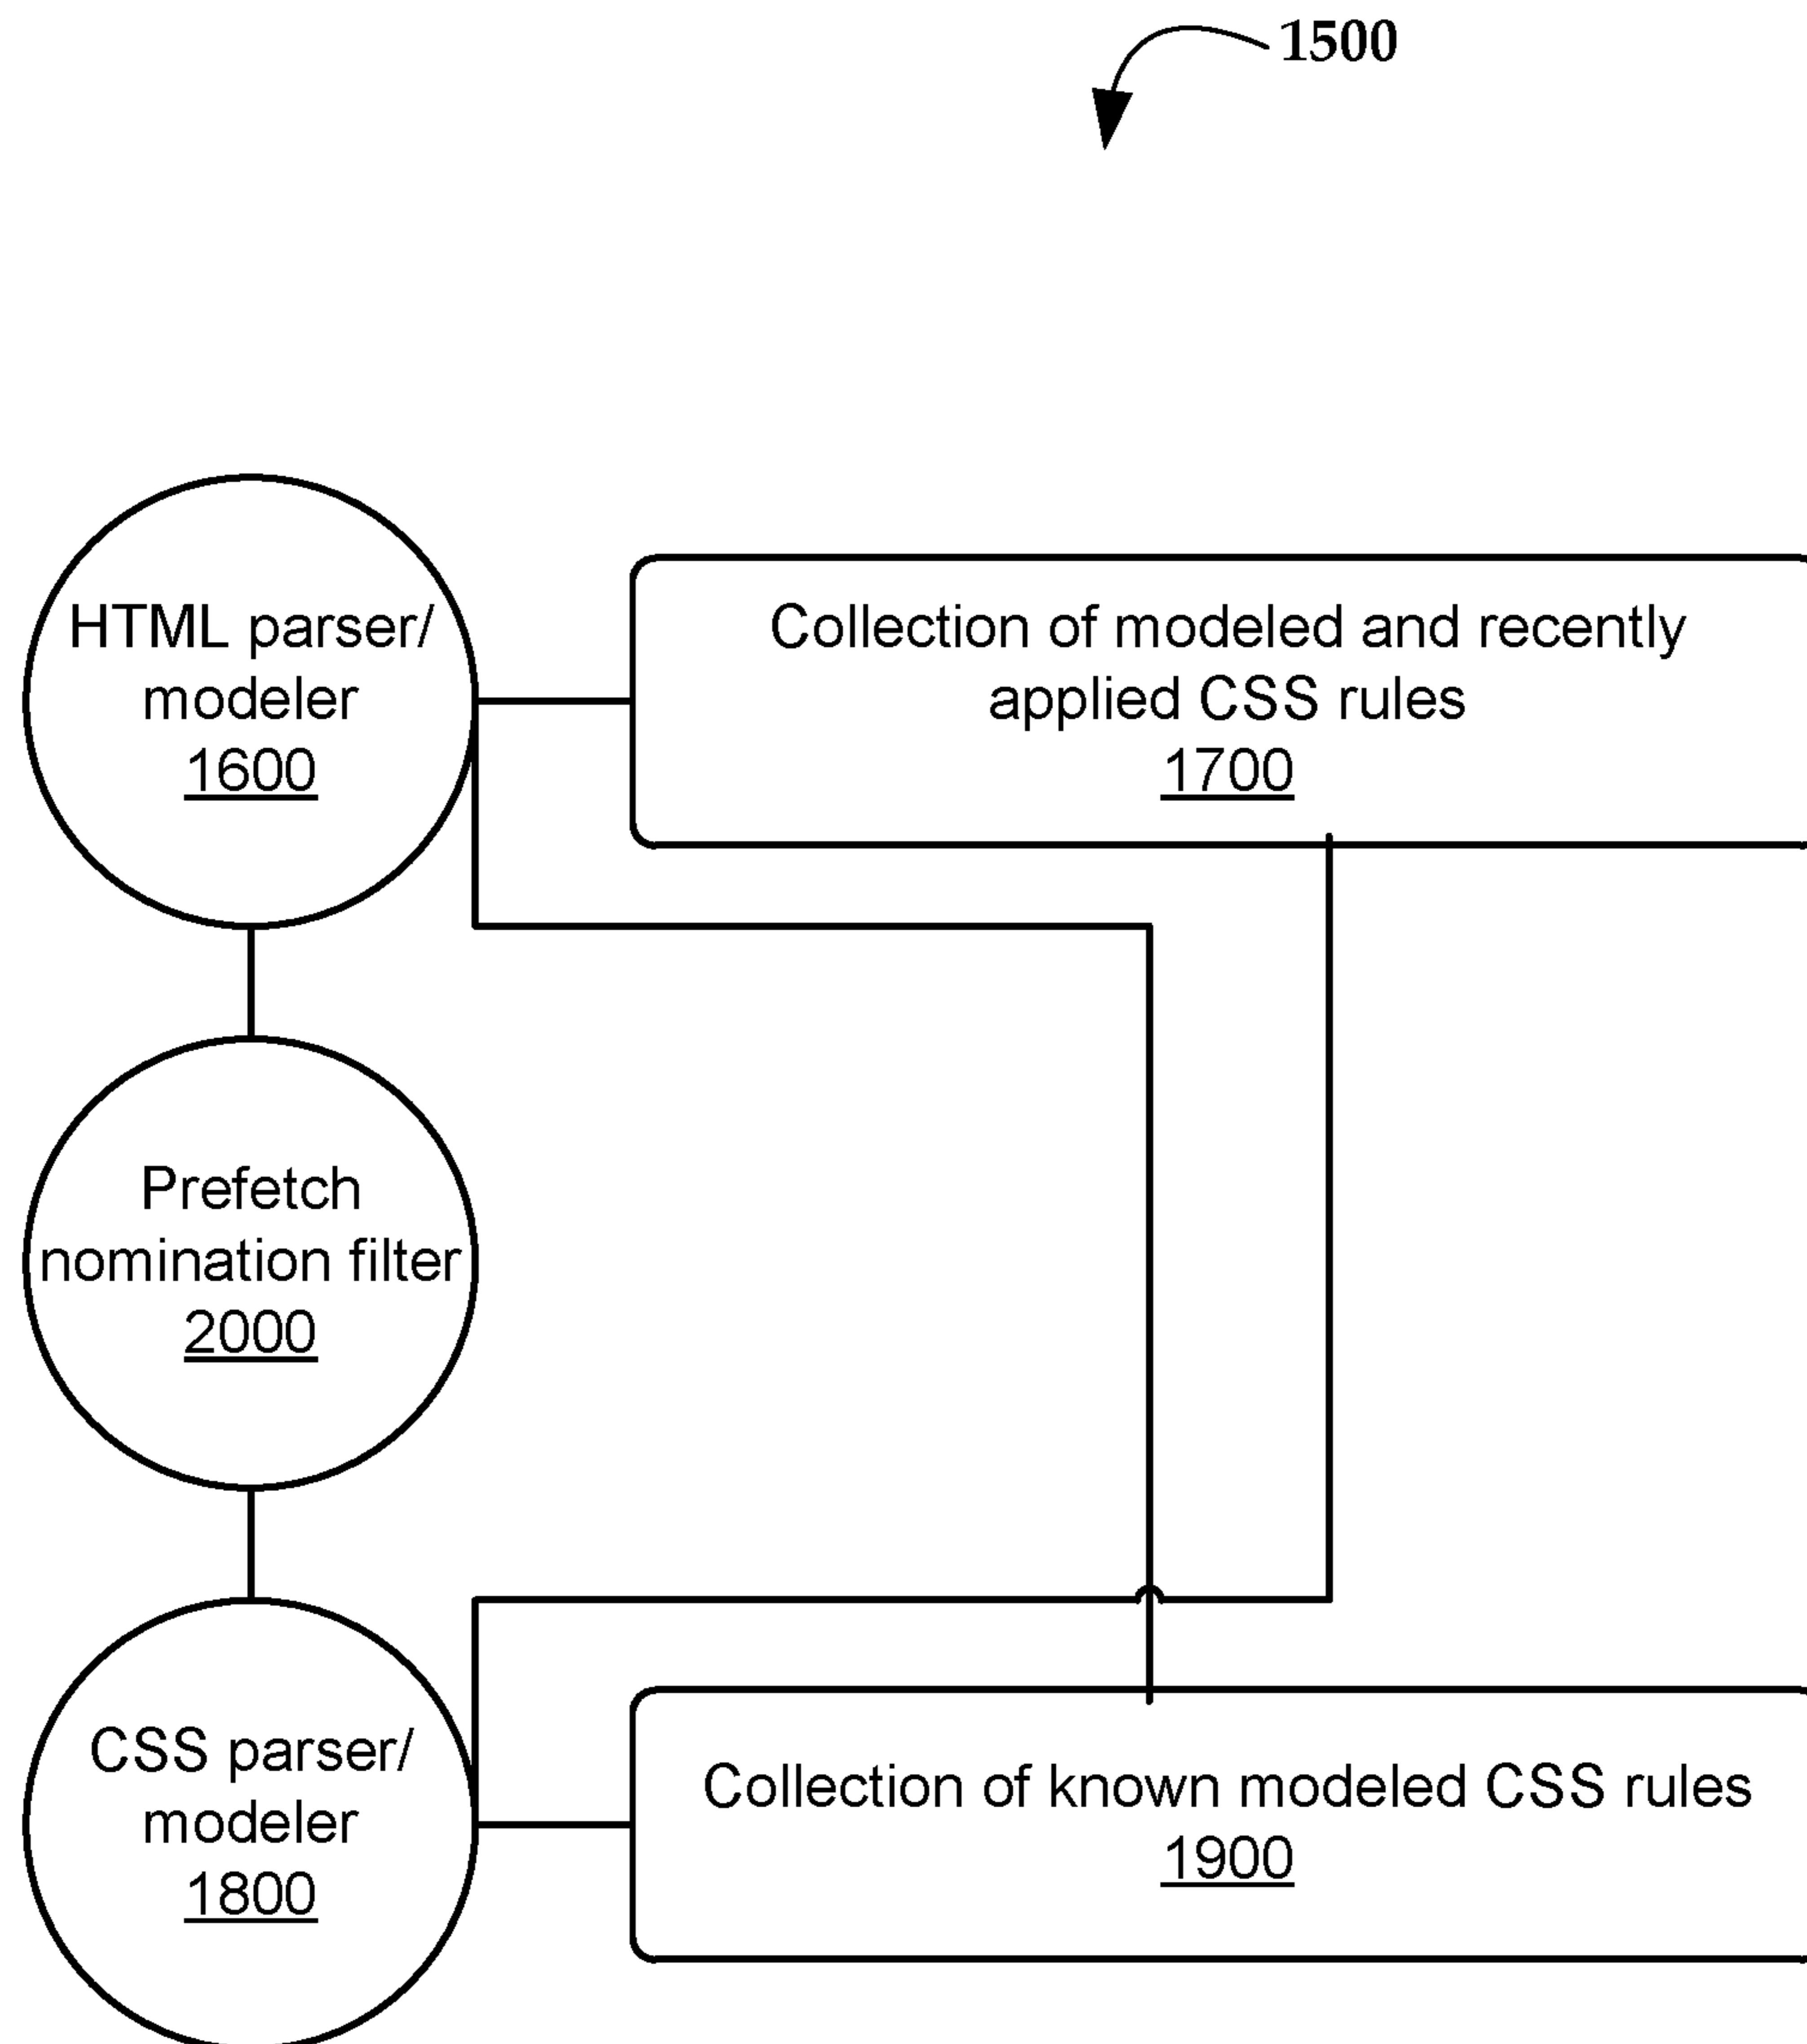 1500
HTML parser/
modeler
1600
Collection of modeled and recently
applied CSS rules
1700
Prefetch
nomination filter
2000
CSS parser/
modeler
1800
Collection of known modeled CSS rules
1900